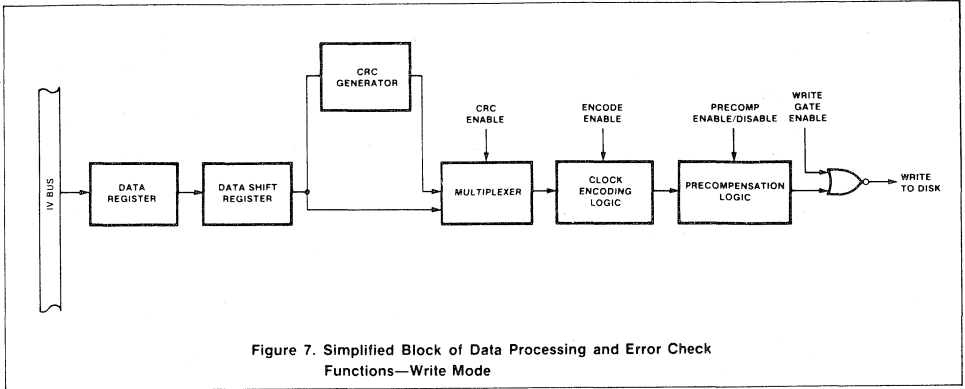 CRC
GENERATOR
CRC
ENABLE
ENCODE
ENABLE
PRECOMP
ENABLE/DISABLE
WRITE
GATE
ENABLE
IV BUS
DATA
REGISTER
DATA SHIFT
REGISTER
MULTIPLEXER
CLOCK
ENCODING
LOGIC
PRECOMPENSATION
LOGIC
WRITE
TO DISK
Figure 7. Simplified Block of Data Processing and Error Check
Functions—Write Mode